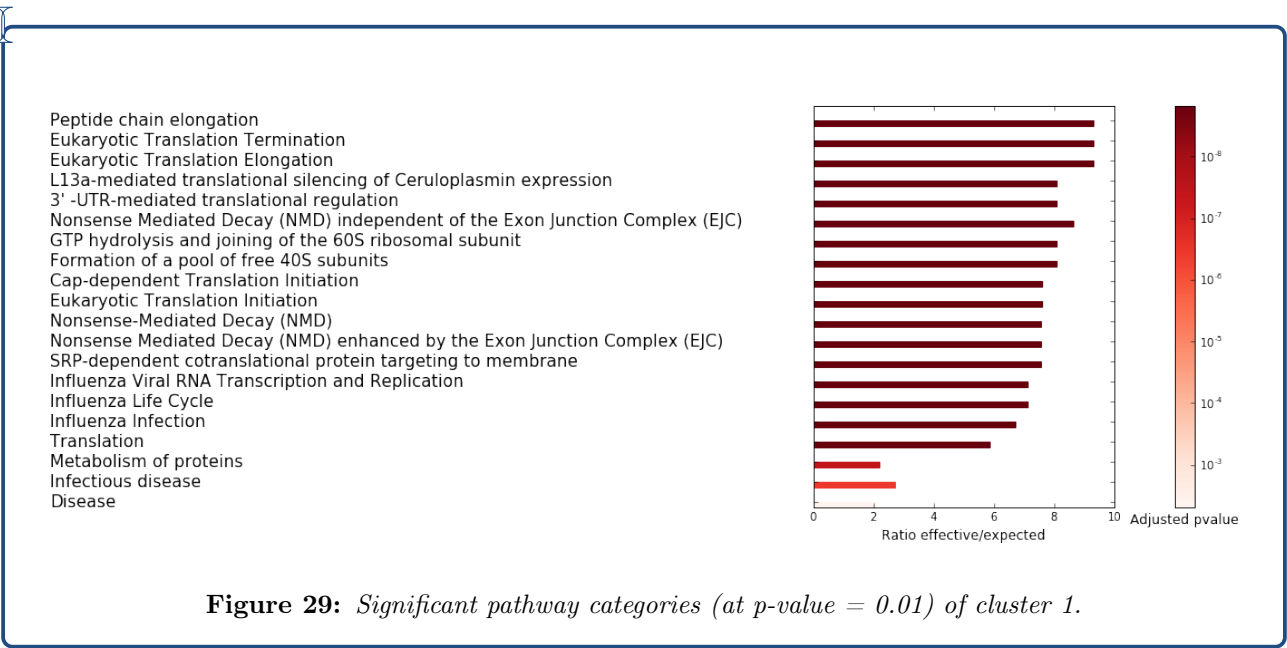 Peptide chain elongation
Eukaryotic Translation Termination
Eukaryotic Translation Elongation
L13a-mediated translational silencing of Ceruloplasmin expression
3' -UTR-mediated translational regulation
Nonsense Mediated Decay (NMD) independent of the Exon Junction Complex (EJC)
GTP hydrolysis and joining of the 60S ribosomal subunit
Formation of a pool of free 40S subunits
Cap-dependent Translation Initiation
Eukaryotic Translation Initiation
Nonsense-Mediated Decay (NMD)
Nonsense Mediated Decay (NMD) enhanced by the Exon Junction Complex (EJC)
SRP-dependent cotranslational protein targeting to membrane
Influenza Viral RNA Transcription and Replication
Influenza Life Cycle
Influenza Infection
Translation
Metabolism of proteins
Infectious disease
Disease
0 2 4 6 8 10
Ratio effective/expected
10⁻⁸
10⁻⁷
10⁻⁶
10⁻⁵
10⁻⁴
10⁻³
Adjusted pvalue
Figure 29: Significant pathway categories (at p-value = 0.01) of cluster 1.